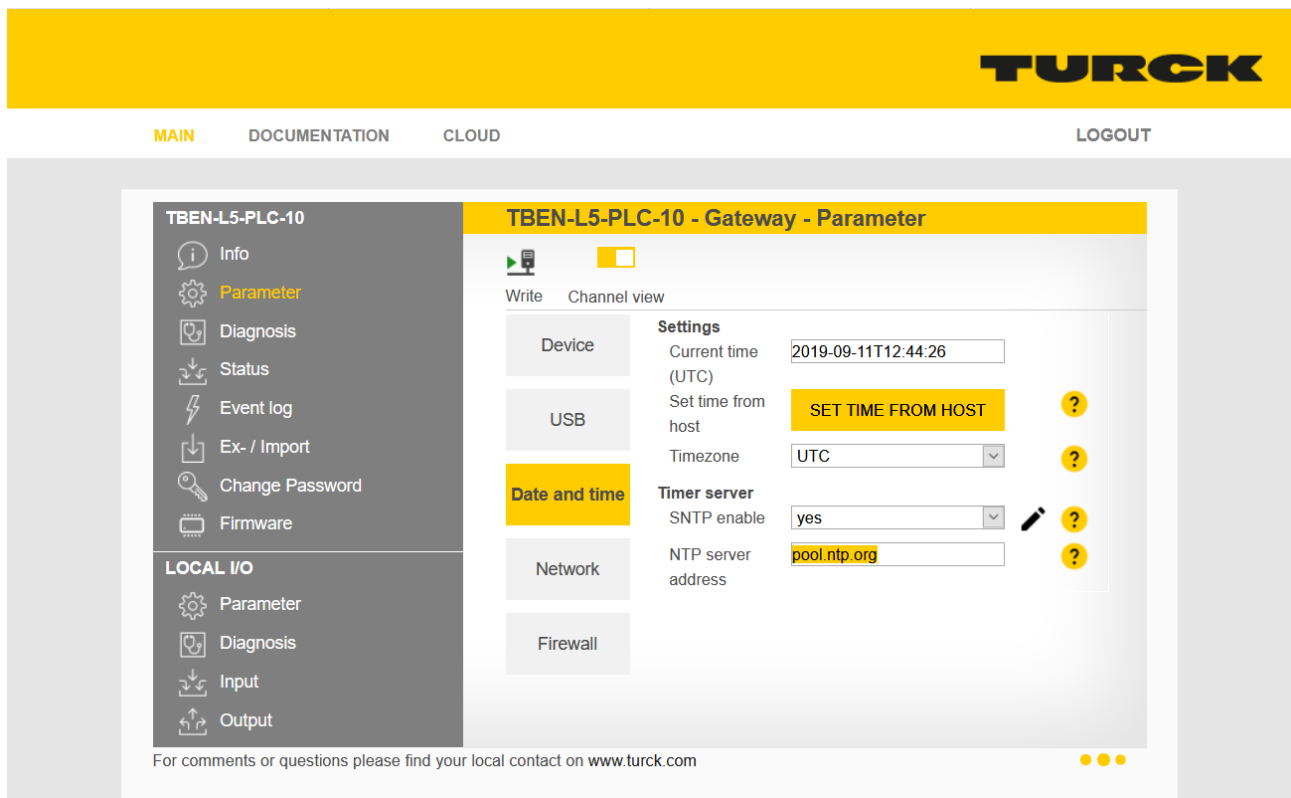 TURCK
MAIN DOCUMENTATION CLOUD LOGOUT
TBEN-L5-PLC-10
Info
Parameter
Diagnosis
Status
Event log
Ex- / Import
Change Password
Firmware
LOCAL I/O
Parameter
Diagnosis
Input
Output
TBEN-L5-PLC-10 - Gateway - Parameter
Write Channel view
Device
USB
Date and time
Network
Firewall
Settings
Current time 2019-09-11T12:44:26
(UTC)
Set time from SET TIME FROM HOST ?
host
Timezone UTC ?
Timer server
SNTP enable yes ?
NTP server pool.ntp.org ?
address
For comments or questions please find your local contact on www.turck.com